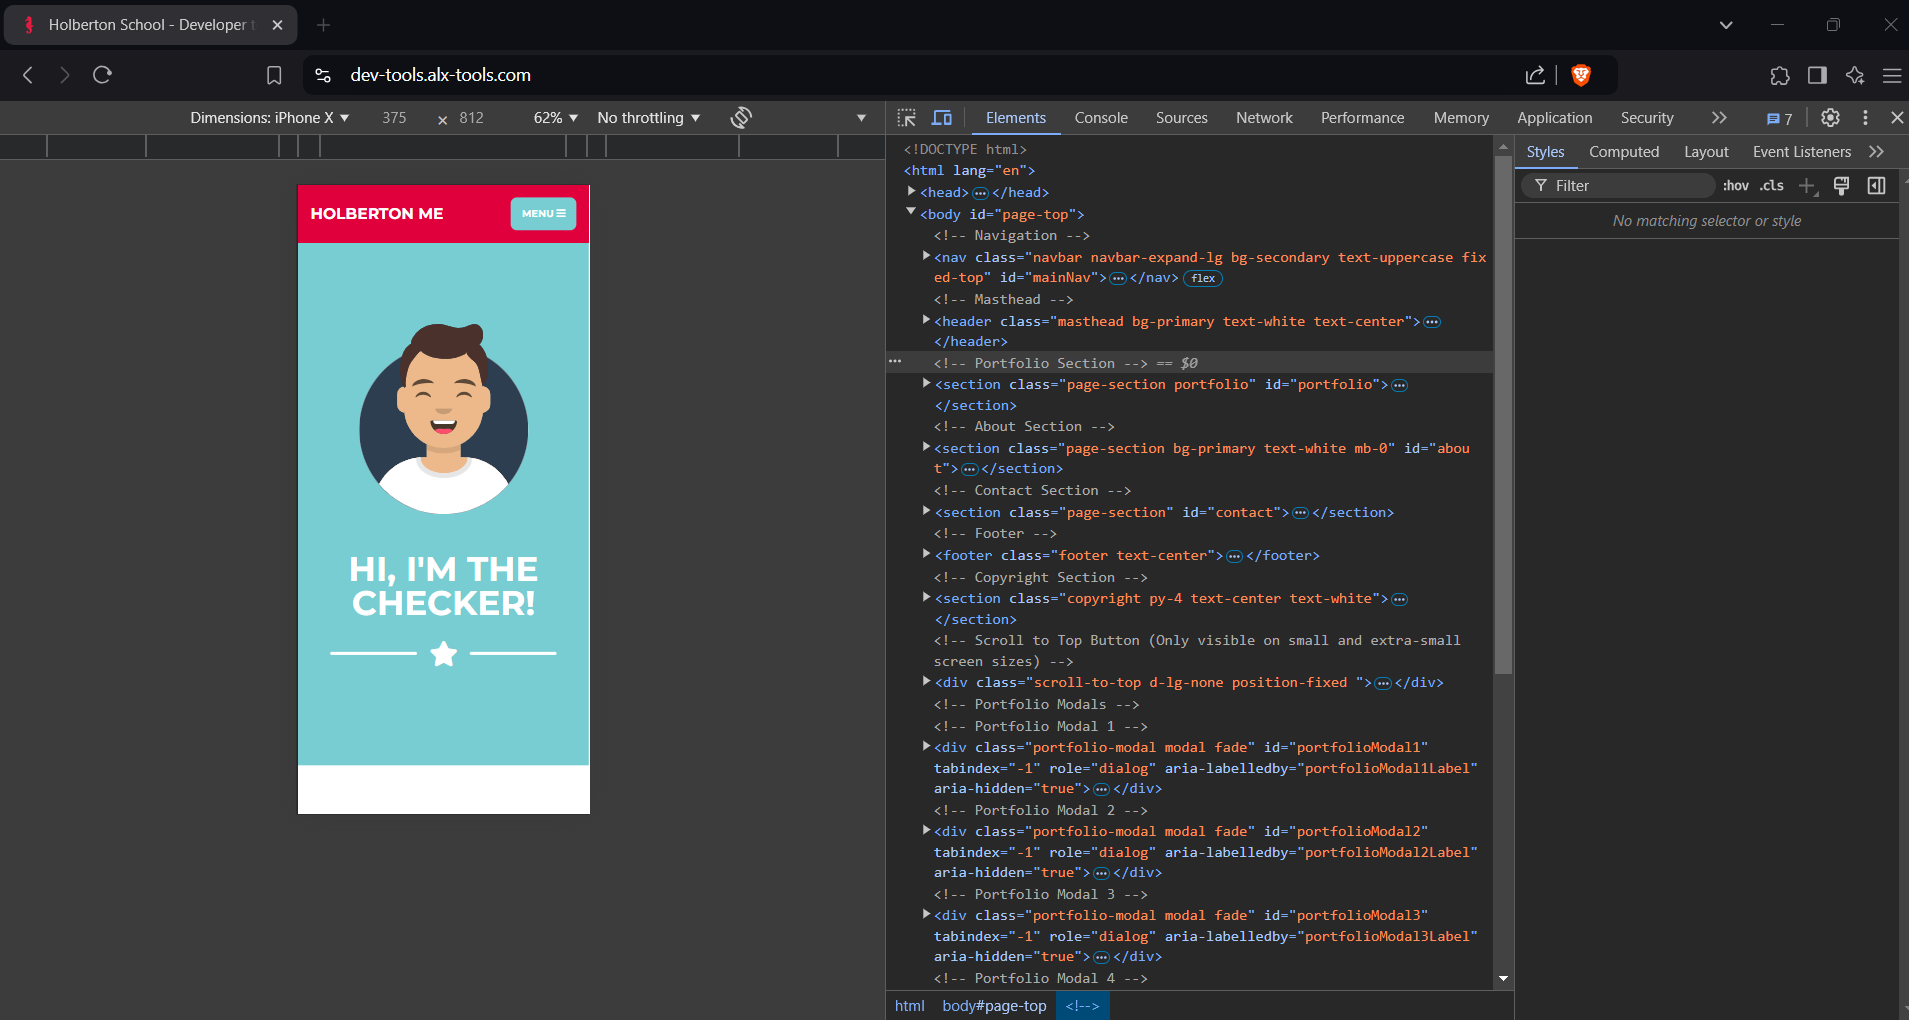 Holberton School - Developer t
dev-tools.alx-tools.com
Dimensions: iPhone X ▼ 375 × 812 62% ▼ No throttling ▼
HOLBERTON ME
MENU
HI, I'M THE
CHECKER!
Elements Console Sources Network Performance Memory Application Security 7
<!DOCTYPE html>
<html lang="en">
<head>…</head>
<body id="page-top">
<!-- Navigation -->
<nav class="navbar navbar-expand-lg bg-secondary text-uppercase fix
ed-top" id="mainNav">…</nav> flex
<!-- Masthead -->
<header class="masthead bg-primary text-white text-center">…
</header>
<!-- Portfolio Section --> == $0
<section class="page-section portfolio" id="portfolio">…
</section>
<!-- About Section -->
<section class="page-section bg-primary text-white mb-0" id="abou
t">…</section>
<!-- Contact Section -->
<section class="page-section" id="contact">…</section>
<!-- Footer -->
<footer class="footer text-center">…</footer>
<!-- Copyright Section -->
<section class="copyright py-4 text-center text-white">…
</section>
<!-- Scroll to Top Button (Only visible on small and extra-small
screen sizes) -->
<div class="scroll-to-top d-lg-none position-fixed ">…</div>
<!-- Portfolio Modals -->
<!-- Portfolio Modal 1 -->
<div class="portfolio-modal modal fade" id="portfolioModal1"
tabindex="-1" role="dialog" aria-labelledby="portfolioModal1Label"
aria-hidden="true">…</div>
<!-- Portfolio Modal 2 -->
<div class="portfolio-modal modal fade" id="portfolioModal2"
tabindex="-1" role="dialog" aria-labelledby="portfolioModal2Label"
aria-hidden="true">…</div>
<!-- Portfolio Modal 3 -->
<div class="portfolio-modal modal fade" id="portfolioModal3"
tabindex="-1" role="dialog" aria-labelledby="portfolioModal3Label"
aria-hidden="true">…</div>
<!-- Portfolio Modal 4 -->
html body#page-top <!-->
Styles Computed Layout Event Listeners
Filter :hov .cls
No matching selector or style